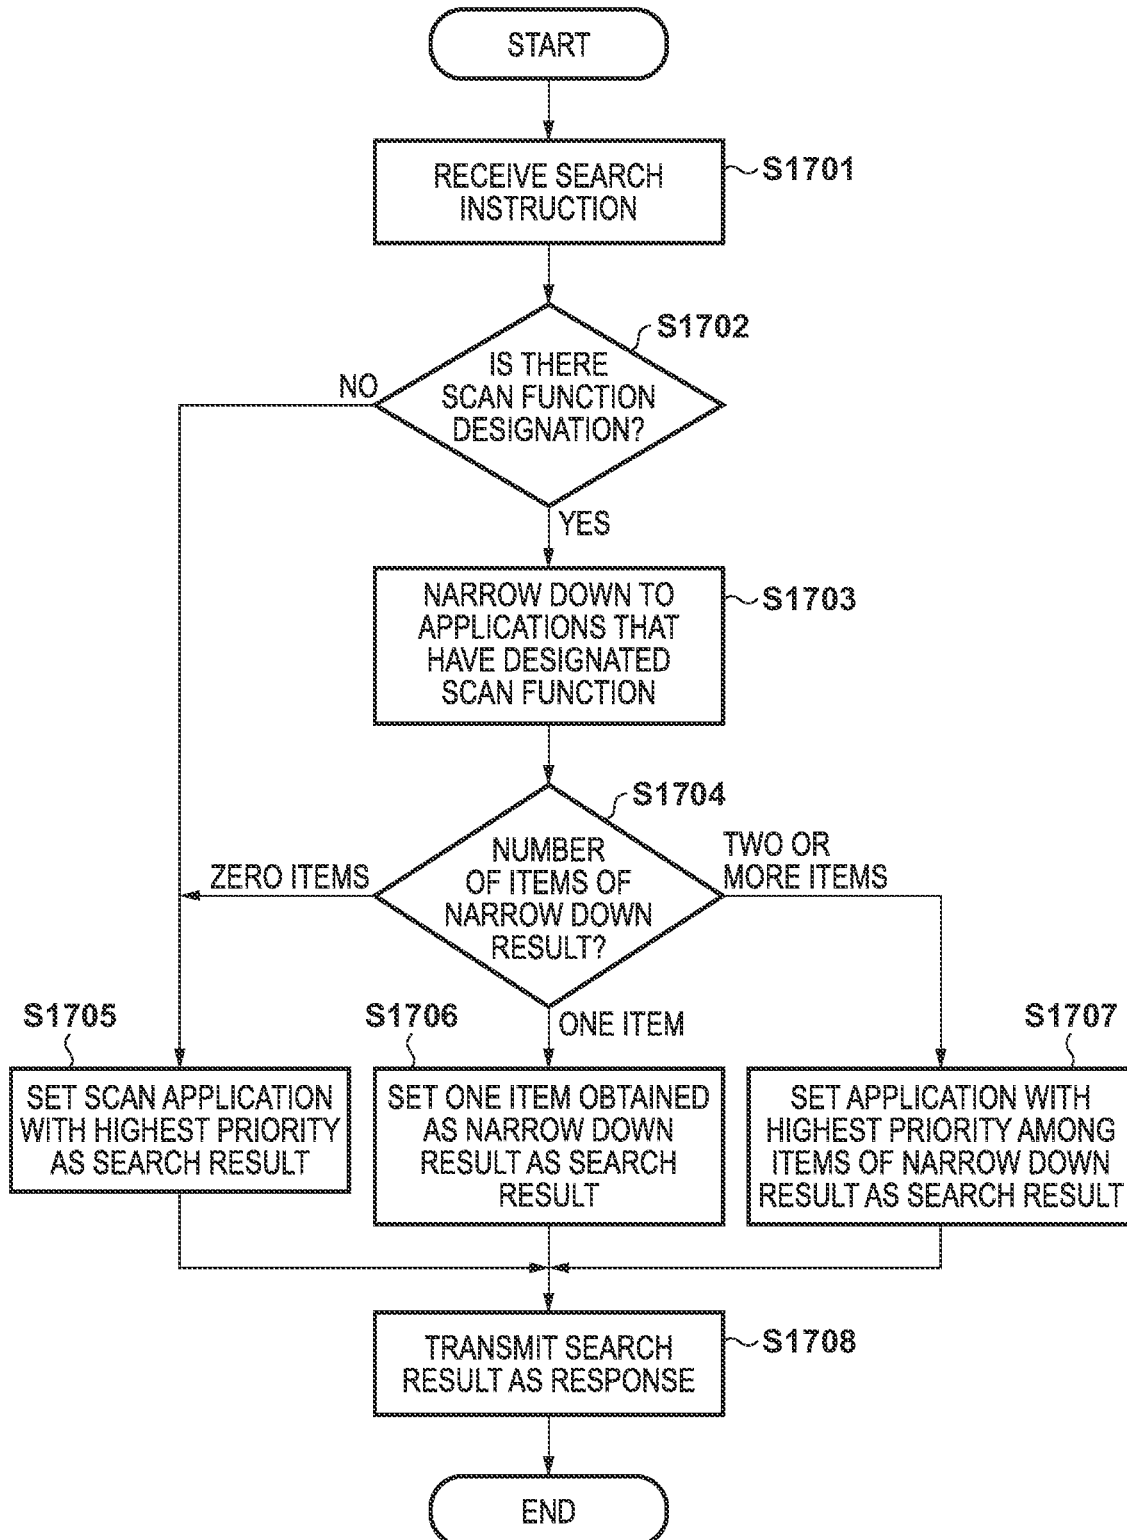 START
RECEIVE SEARCH
INSTRUCTION
S1701
S1702
IS THERE
SCAN FUNCTION
DESIGNATION?
NO
YES
NARROW DOWN TO
APPLICATIONS THAT
HAVE DESIGNATED
SCAN FUNCTION
S1703
S1704
NUMBER
OF ITEMS OF
NARROW DOWN
RESULT?
ZERO ITEMS
TWO OR
MORE ITEMS
ONE ITEM
S1705
SET SCAN APPLICATION
WITH HIGHEST PRIORITY
AS SEARCH RESULT
S1706
SET ONE ITEM OBTAINED
AS NARROW DOWN
RESULT AS SEARCH
RESULT
S1707
SET APPLICATION WITH
HIGHEST PRIORITY AMONG
ITEMS OF NARROW DOWN
RESULT AS SEARCH RESULT
TRANSMIT SEARCH
RESULT AS RESPONSE
S1708
END